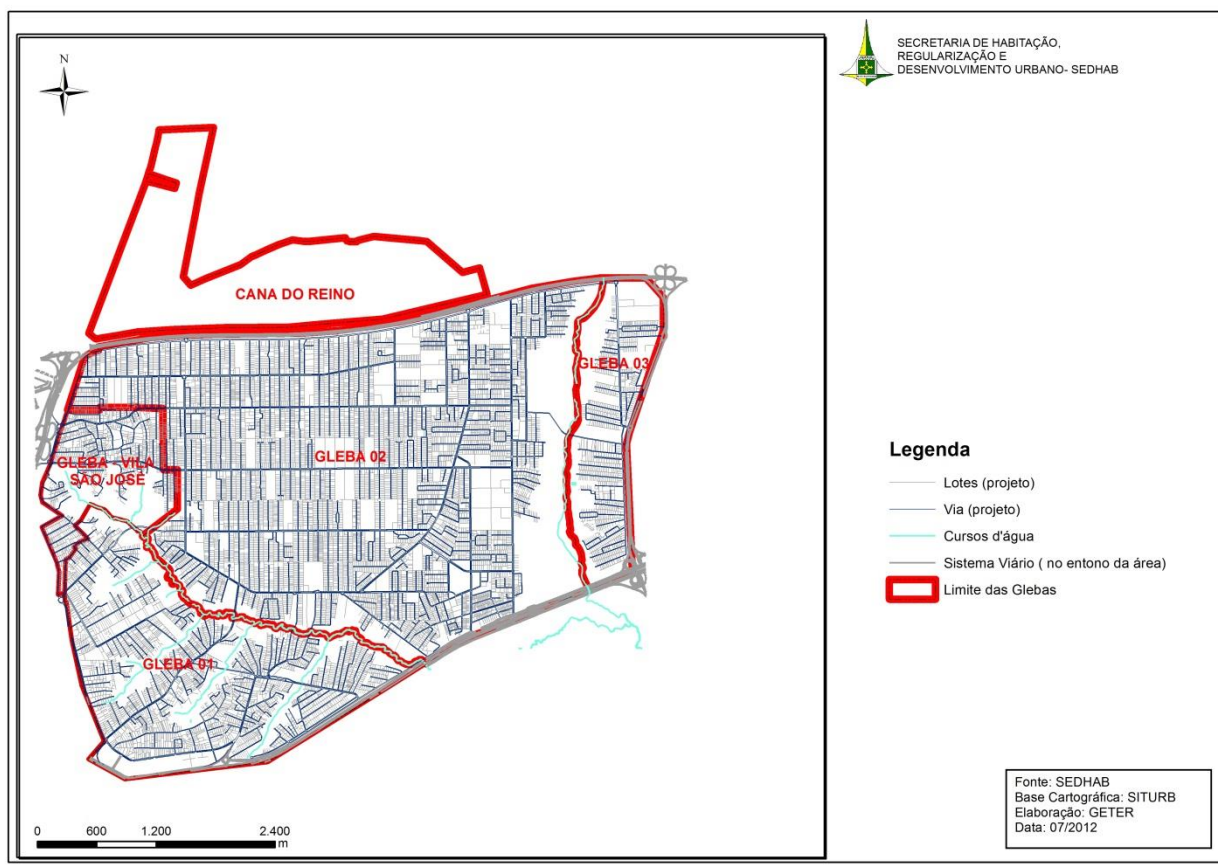 SECRETARIA DE HABITAÇÃO,
REGULARIZAÇÃO E
DESENVOLVIMENTO URBANO- SEDHAB
N
CANA DO REINO
GLEBA 03
GLEBA 02
GLEBA - VILA
SÃO JOSÉ
GLEBA 01
Legenda
Lotes (projeto)
Via (projeto)
Cursos d'água
Sistema Viário ( no entono da área)
Limite das Glebas
0 600 1.200 2.400
m
Fonte: SEDHAB
Base Cartográfica: SITURB
Elaboração: GETER
Data: 07/2012